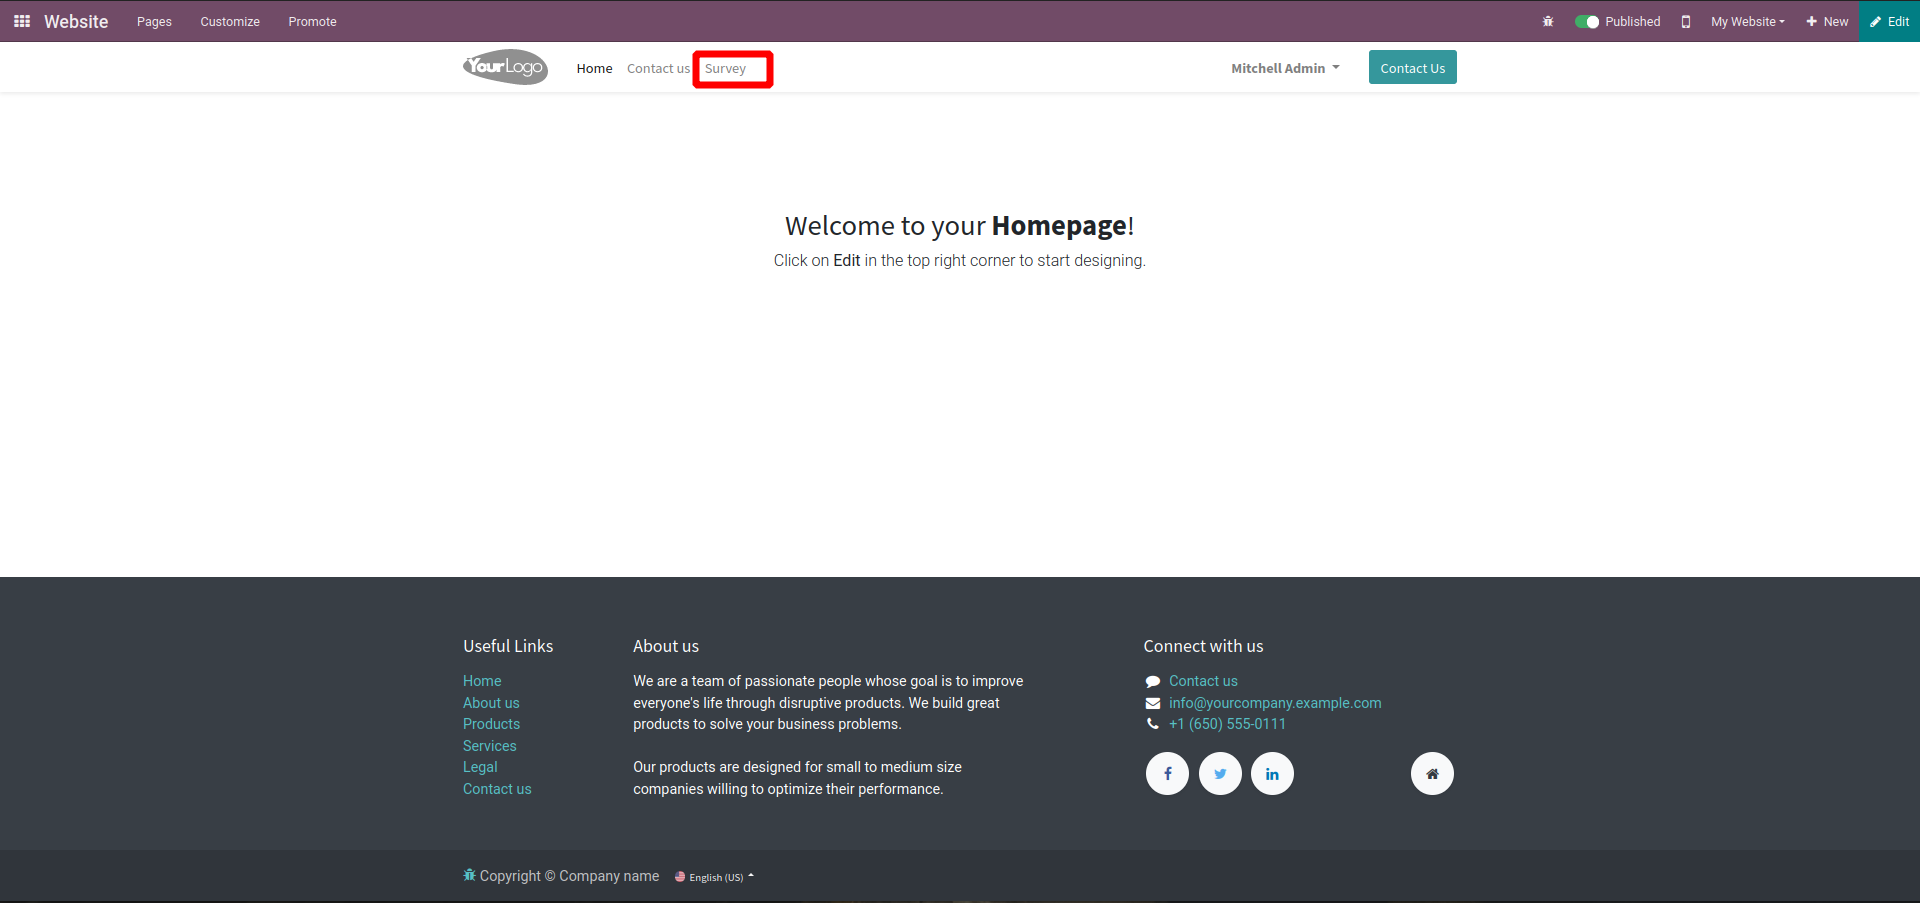 Website Pages Customize Promote Published My Website New Edit
YourLogo Home Contact us Survey Mitchell Admin Contact Us
Welcome to your Homepage!
Click on Edit in the top right corner to start designing.
Useful Links
Home
About us
Products
Services
Legal
Contact us
About us
We are a team of passionate people whose goal is to improve
everyone's life through disruptive products. We build great
products to solve your business problems.
Our products are designed for small to medium size
companies willing to optimize their performance.
Connect with us
Contact us
info@yourcompany.example.com
+1 (650) 555-0111
Copyright © Company name English (US)